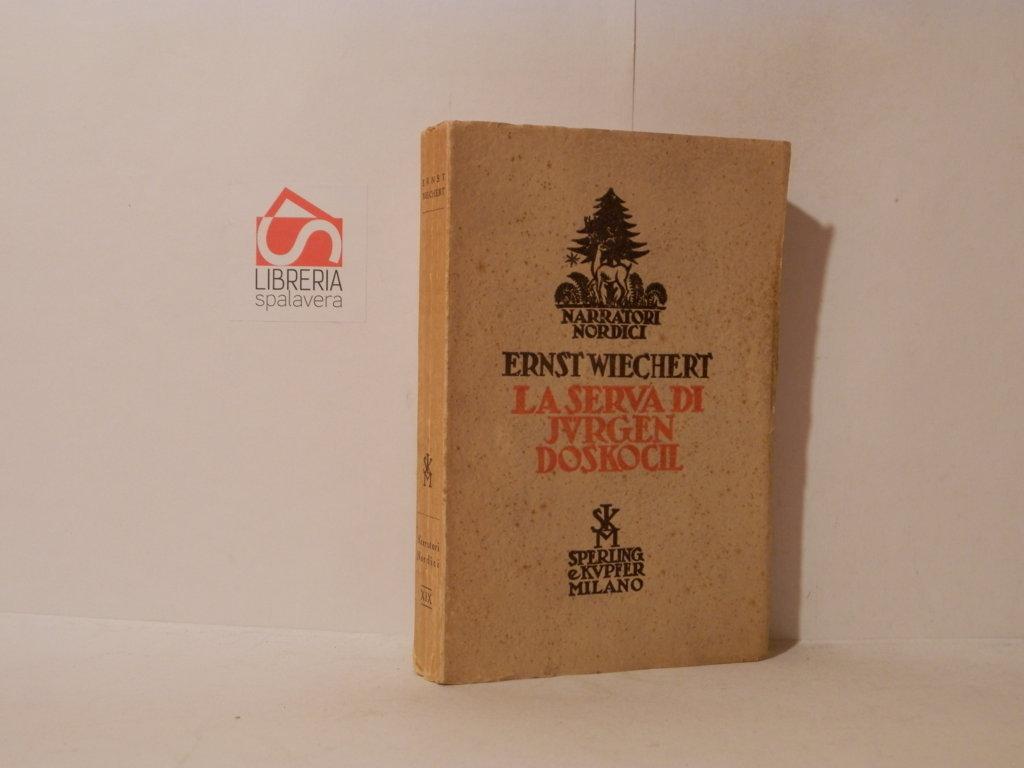 LIBRERIA
spalavera
ERNST
WIECHERT
SKM
Narratori
Nordici
XIX
NARRATORI
NORDICI
ERNST WIECHERT
LA SERVA DI
JVRGEN
DOSKOCIL
SKM
SPERLING
e KVPFER
MILANO